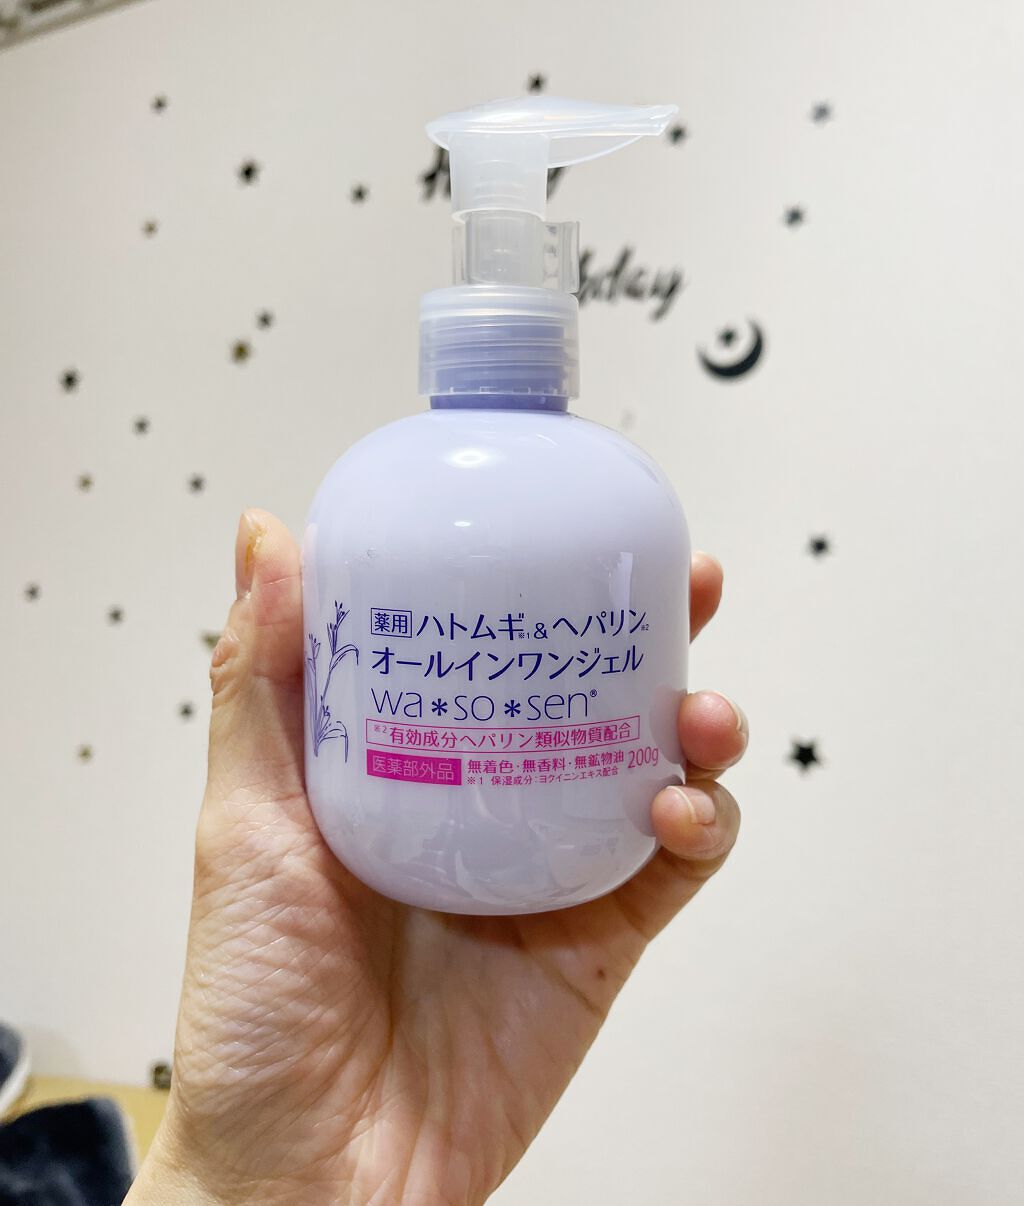 day
薬用 ハトムギ※1&ヘパリン※2
オールインワンジェル
wa*so*sen®
※2有効成分ヘパリン類似物質配合
医薬部外品 無着色・無香料・無鉱物油 200g
※1 保湿成分:ヨクイニンエキス配合